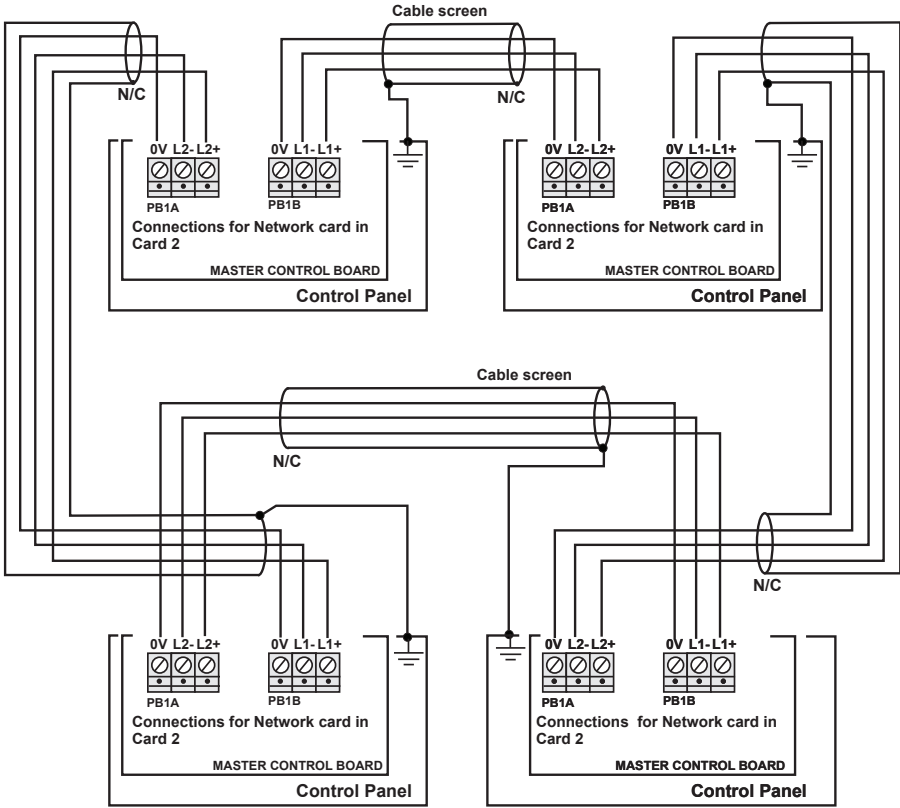 Cable screen
N/C
N/C
0V L2- L2+
0V L1- L1+
0V L2- L2+
0V L1- L1+
PB1A
PB1B
PB1A
PB1B
Connections for Network card in
Card 2
Connections for Network card in
Card 2
MASTER CONTROL BOARD
MASTER CONTROL BOARD
Control Panel
Control Panel
Cable screen
N/C
N/C
0V L2- L2+
0V L1- L1+
0V L2- L2+
0V L1- L1+
PB1A
PB1B
PB1A
PB1B
Connections for Network card in
Card 2
Connections for Network card in
Card 2
MASTER CONTROL BOARD
MASTER CONTROL BOARD
Control Panel
Control Panel